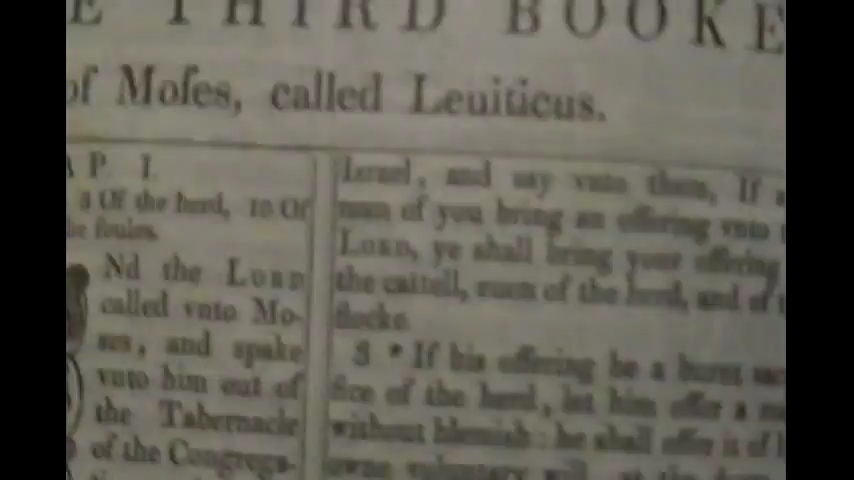 E THIRD BOOKE
of Moſes, called Leuiticus.
A P. I.
3 Of the herd, 10 Of
the foules.
Nd the LORD
called vnto Mo-
ses, and spake
vnto him out of
the Tabernacle
of the Congrega-
Israel, and say vnto them, If a
man of you bring an offering vnto
LORD, ye shall bring your offering
the cattell, euen of the herd, and of
flocke.
3 * If his offering be a burnt sac
fice of the herd, let him offer a ma
without blemish: he shall offer it of h
owne voluntary will, at the